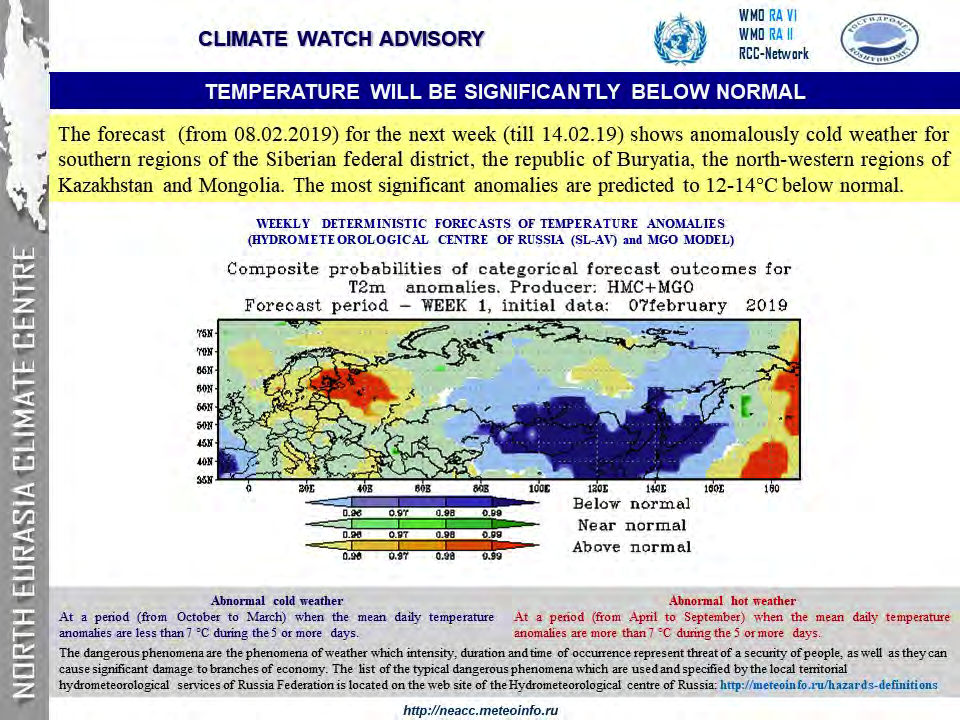 CLIMATE WATCH ADVISORY
WMO RA VI
WMO RA II
RCC-Network
РОСГИДРОМЕТ
ROSHYDROMET
TEMPERATURE WILL BE SIGNIFICANTLY BELOW NORMAL
The forecast (from 08.02.2019) for the next week (till 14.02.19) shows anomalously cold weather for
southern regions of the Siberian federal district, the republic of Buryatia, the north-western regions of
Kazakhstan and Mongolia. The most significant anomalies are predicted to 12-14°C below normal.
WEEKLY DETERMINISTIC FORECASTS OF TEMPERATURE ANOMALIES
(HYDROMETEOROLOGICAL CENTRE OF RUSSIA (SL-AV) and MGO MODEL)
Composite probabilities of categorical forecast outcomes for
T2m anomalies. Producer: HMC+MGO
Forecast period – WEEK 1, initial data: 07february 2019
75N
70N
65N
60N
55N
50N
45N
40N
35N
0 20E 40E 60E 80E 100E 120E 140E 160E 180
Below normal
0.96 0.97 0.98 0.99
Near normal
0.96 0.97 0.98 0.99
Above normal
0.96 0.97 0.98 0.99
NORTH EURASIA CLIMATE CENTRE
Abnormal cold weather
At a period (from October to March) when the mean daily temperature
anomalies are less than 7 °C during the 5 or more days.
Abnormal hot weather
At a period (from April to September) when the mean daily temperature
anomalies are more than 7 °C during the 5 or more days.
The dangerous phenomena are the phenomena of weather which intensity, duration and time of occurrence represent threat of a security of people, as well as they can
cause significant damage to branches of economy. The list of the typical dangerous phenomena which are used and specified by the local territorial
hydrometeorological services of Russia Federation is located on the web site of the Hydrometeorological centre of Russia: http://meteoinfo.ru/hazards-definitions
http://neacc.meteoinfo.ru